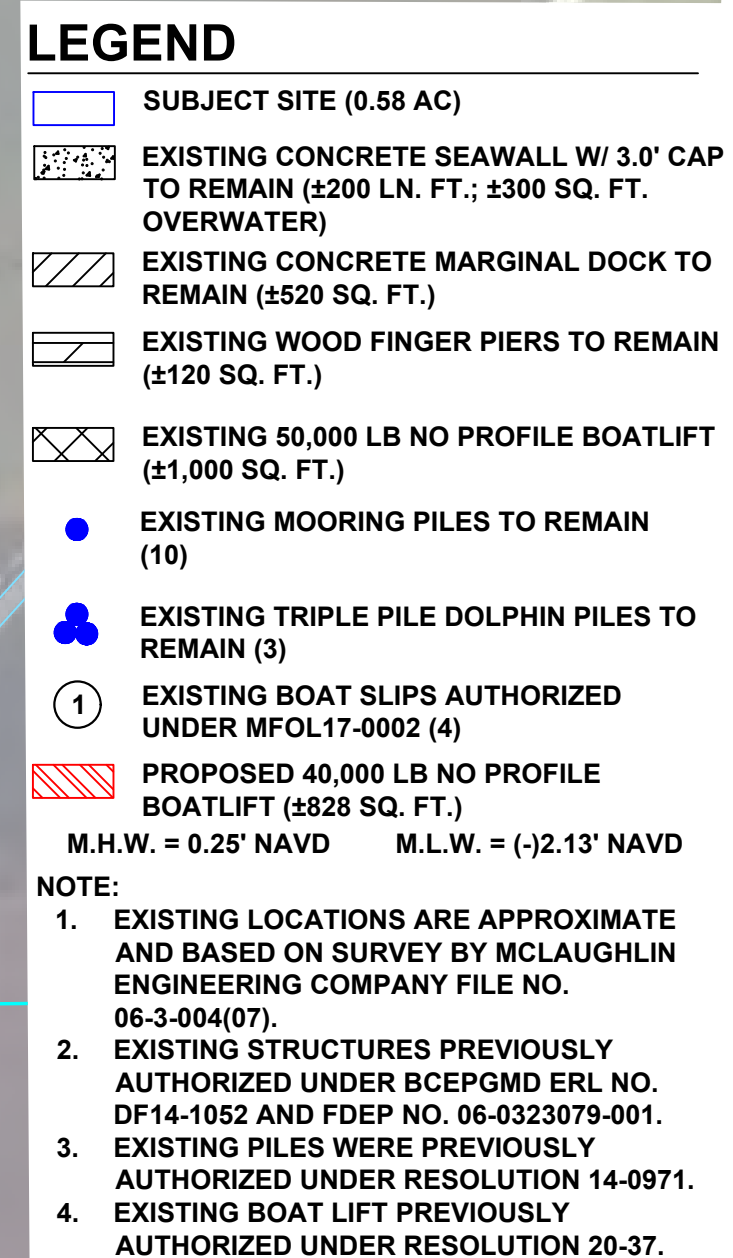 LEGEND
SUBJECT SITE (0.58 AC)
EXISTING CONCRETE SEAWALL W/ 3.0' CAP
TO REMAIN (±200 LN. FT.; ±300 SQ. FT.
OVERWATER)
EXISTING CONCRETE MARGINAL DOCK TO
REMAIN (±520 SQ. FT.)
EXISTING WOOD FINGER PIERS TO REMAIN
(±120 SQ. FT.)
EXISTING 50,000 LB NO PROFILE BOATLIFT
(±1,000 SQ. FT.)
EXISTING MOORING PILES TO REMAIN
(10)
EXISTING TRIPLE PILE DOLPHIN PILES TO
REMAIN (3)
1 EXISTING BOAT SLIPS AUTHORIZED
UNDER MFOL17-0002 (4)
PROPOSED 40,000 LB NO PROFILE
BOATLIFT (±828 SQ. FT.)
M.H.W. = 0.25' NAVD M.L.W. = (-)2.13' NAVD
NOTE:
1. EXISTING LOCATIONS ARE APPROXIMATE
AND BASED ON SURVEY BY MCLAUGHLIN
ENGINEERING COMPANY FILE NO.
06-3-004(07).
2. EXISTING STRUCTURES PREVIOUSLY
AUTHORIZED UNDER BCEPGMD ERL NO.
DF14-1052 AND FDEP NO. 06-0323079-001.
3. EXISTING PILES WERE PREVIOUSLY
AUTHORIZED UNDER RESOLUTION 14-0971.
4. EXISTING BOAT LIFT PREVIOUSLY
AUTHORIZED UNDER RESOLUTION 20-37.